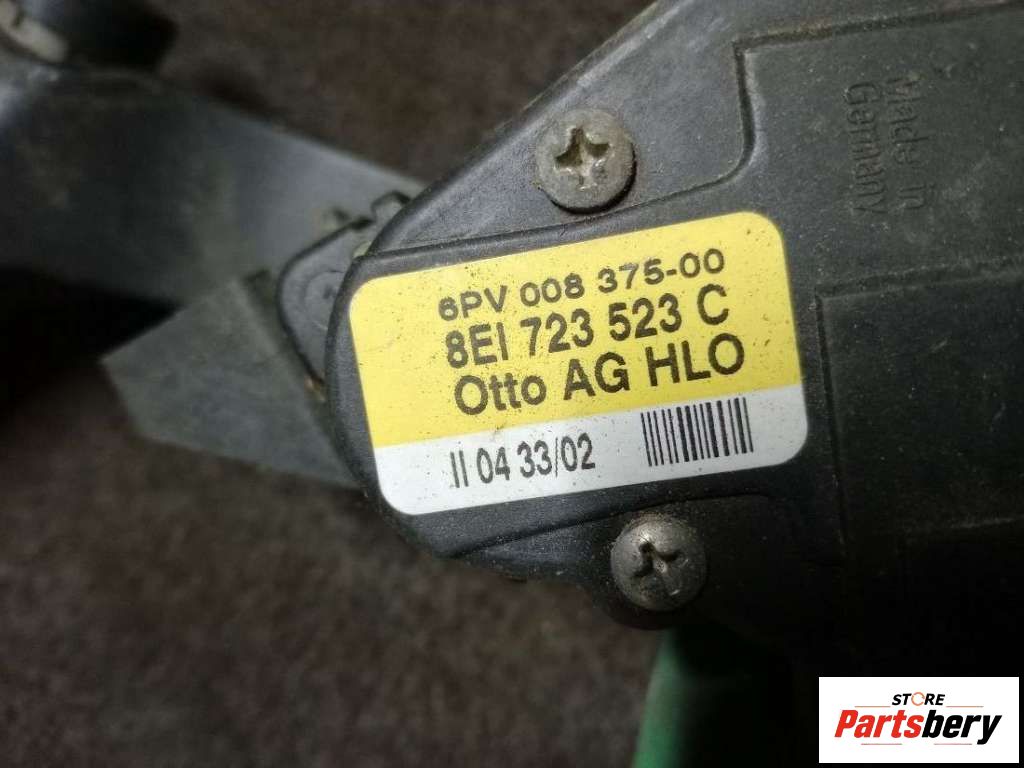 Made in
Germany
6PV 008 375-00
8E1 723 523 C
Otto AG HLO
II 04 33/02
STORE
Partsbery